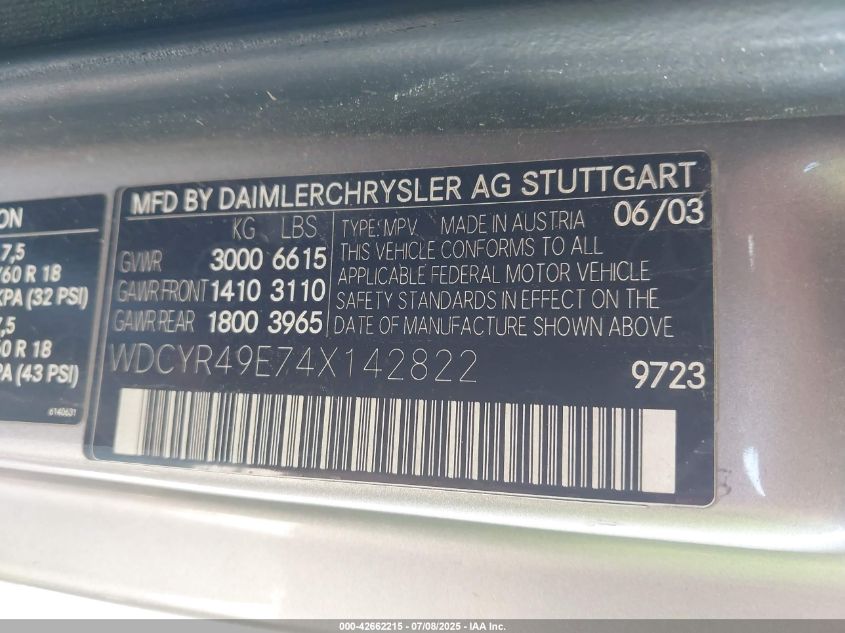 ON
7,5
/60 R 18
KPA (32 PSI)
7,5
60 R 18
PA (43 PSI)
6140631
MFD BY DAIMLERCHRYSLER AG STUTTGART
KG LBS TYPE: MPV MADE IN AUSTRIA 06/03
GVWR 3000 6615 THIS VEHICLE CONFORMS TO ALL
GAWR FRONT 1410 3110 APPLICABLE FEDERAL MOTOR VEHICLE
GAWR REAR 1800 3965 SAFETY STANDARDS IN EFFECT ON THE
DATE OF MANUFACTURE SHOWN ABOVE.
WDCYR49E74X142822 9723
000-42662215 - 07/08/2025 - IAA Inc.